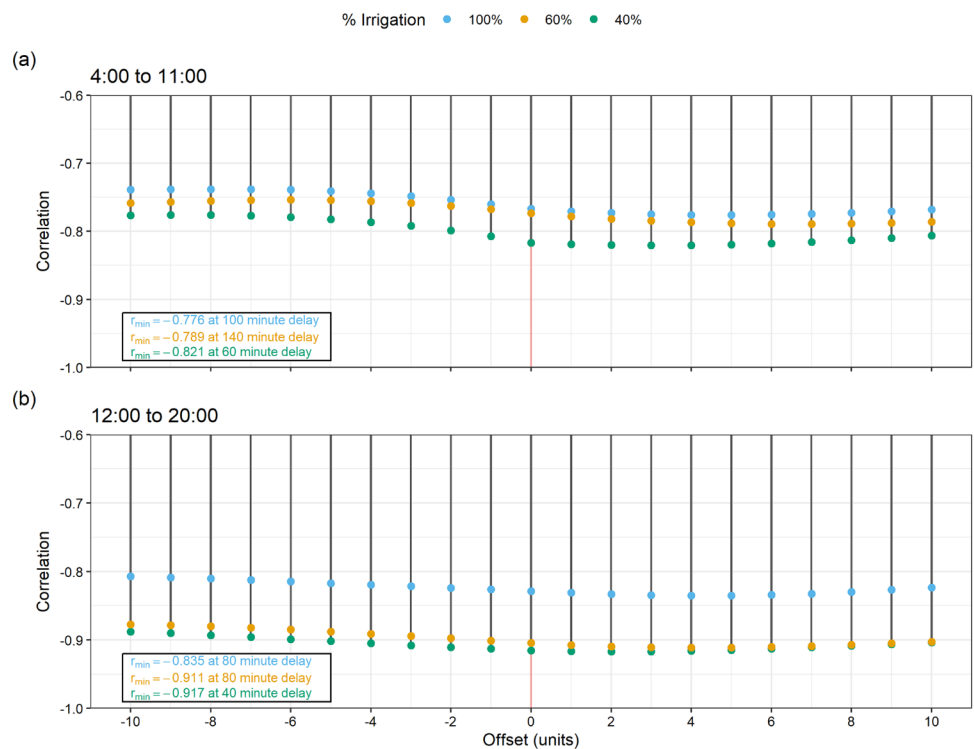 % Irrigation 100% 60% 40%
(a)
4:00 to 11:00
-0.6
-0.7
-0.8
-0.9
-1.0
Correlation
rmin = −0.776 at 100 minute delay
rmin = −0.789 at 140 minute delay
rmin = −0.821 at 60 minute delay
(b)
12:00 to 20:00
-0.6
-0.7
-0.8
-0.9
-1.0
Correlation
rmin = −0.835 at 80 minute delay
rmin = −0.911 at 80 minute delay
rmin = −0.917 at 40 minute delay
-10 -8 -6 -4 -2 0 2 4 6 8 10
Offset (units)